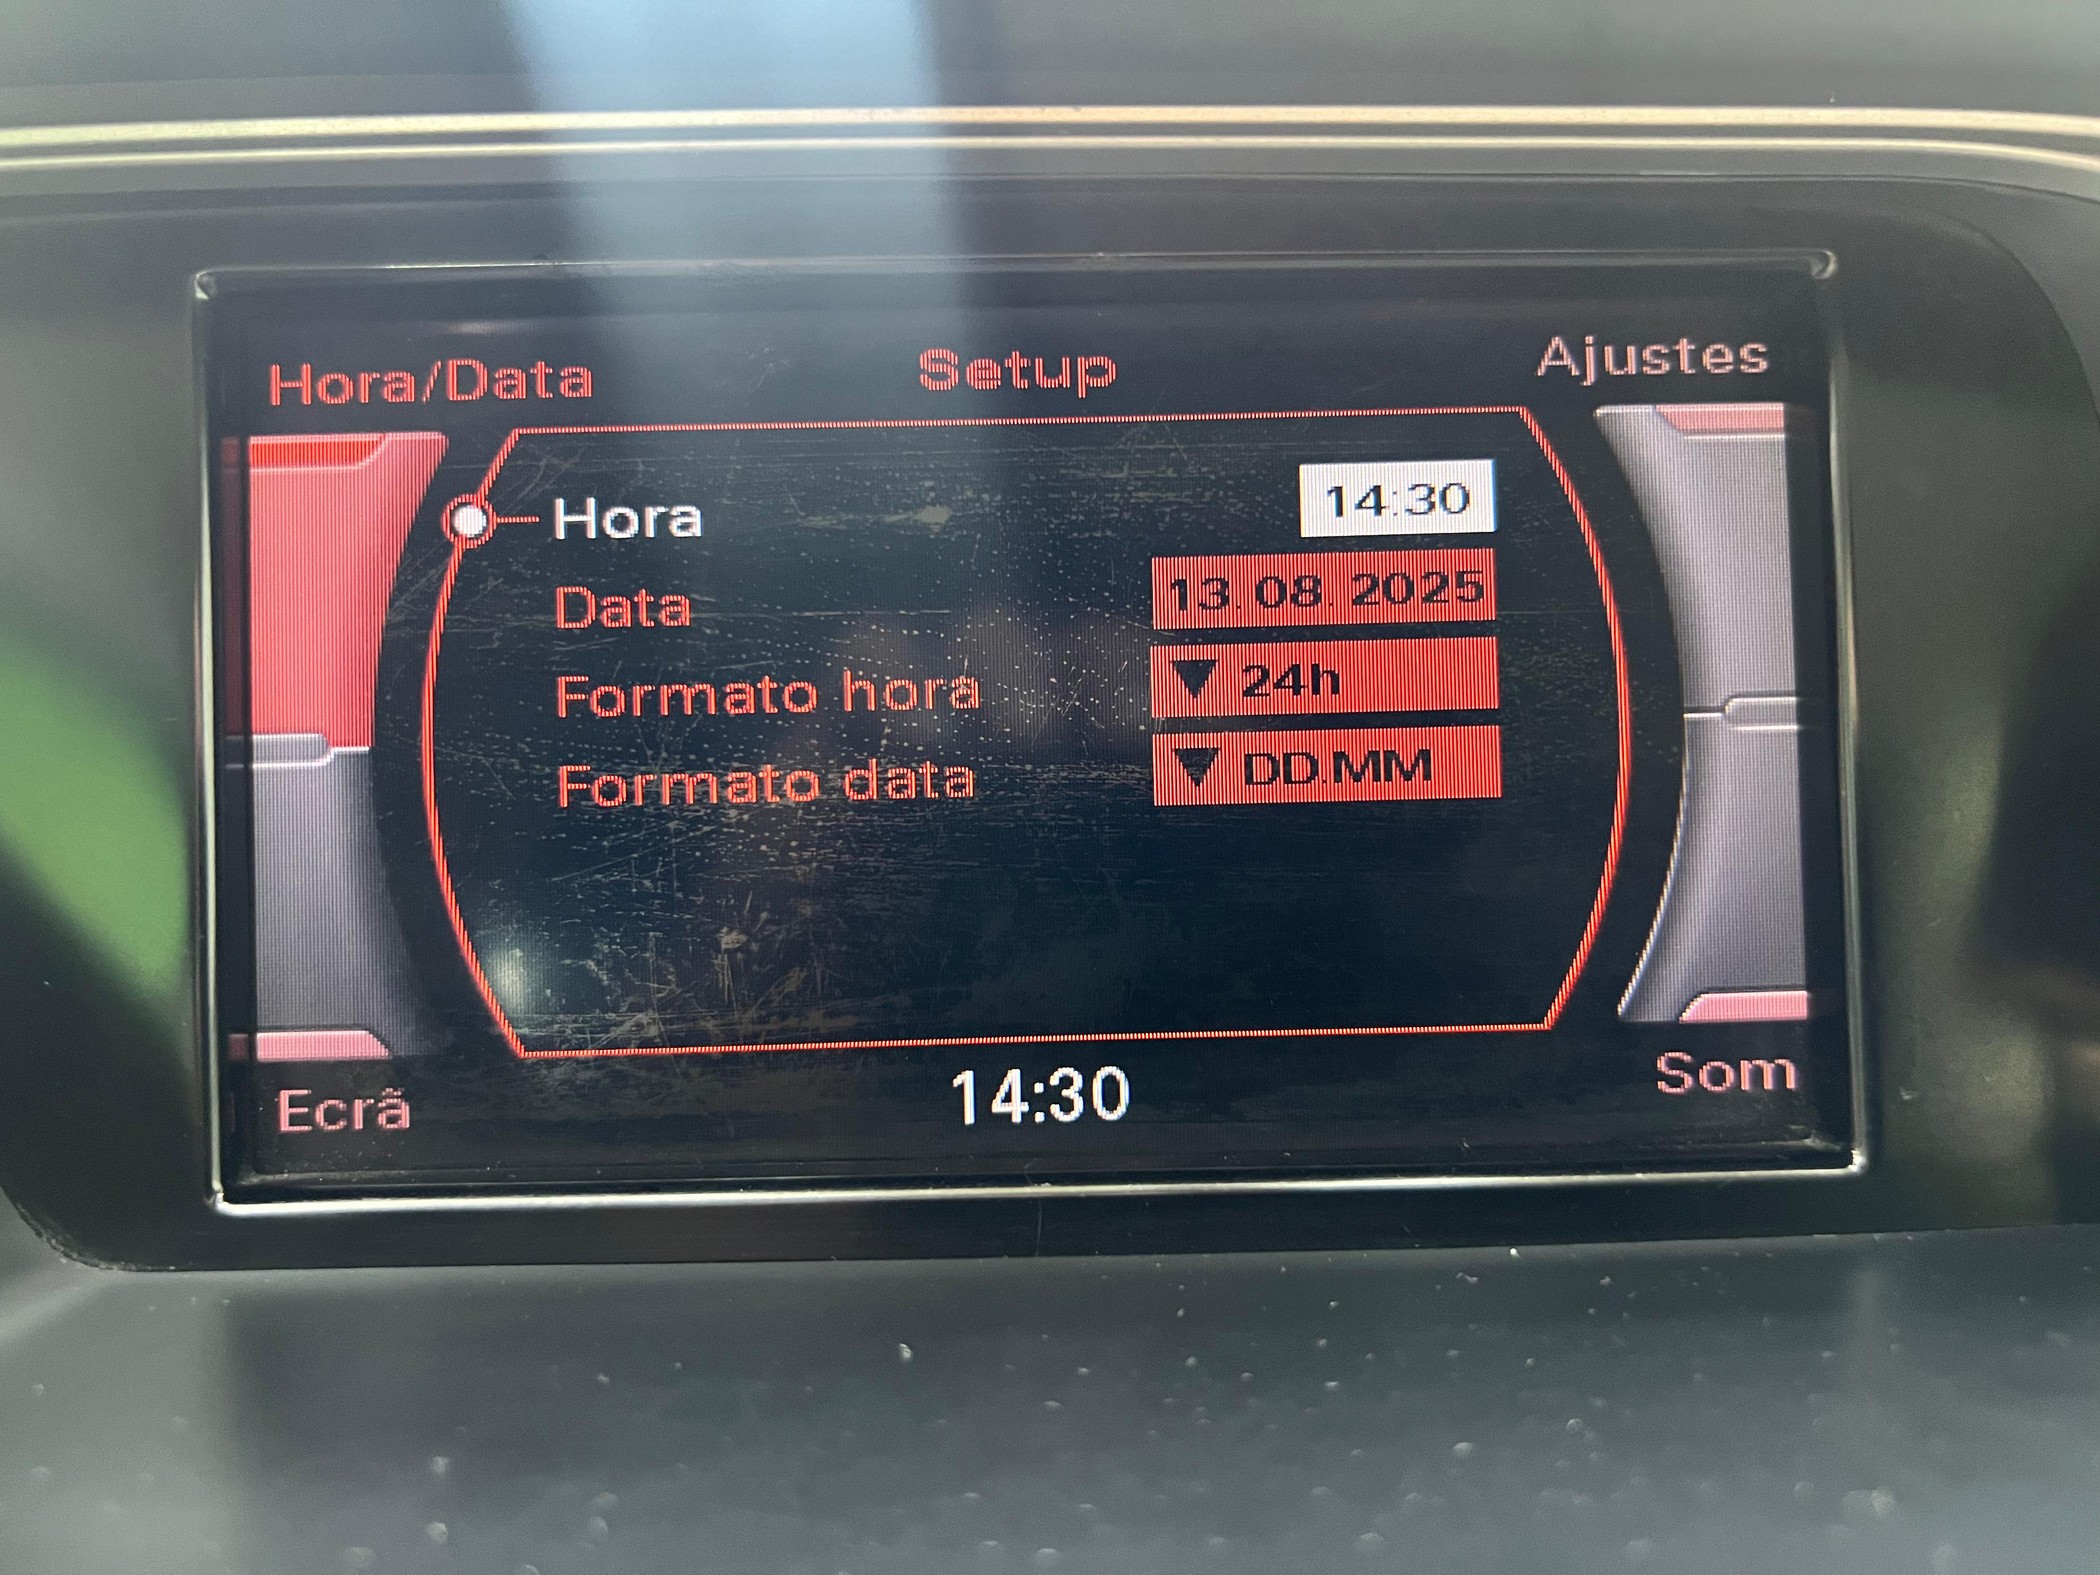 Hora/Data
Setup
Ajustes
Hora 14:30
Data 13.08.2025
Formato hora 24h
Formato data DD.MM
Ecrã
14:30
Som